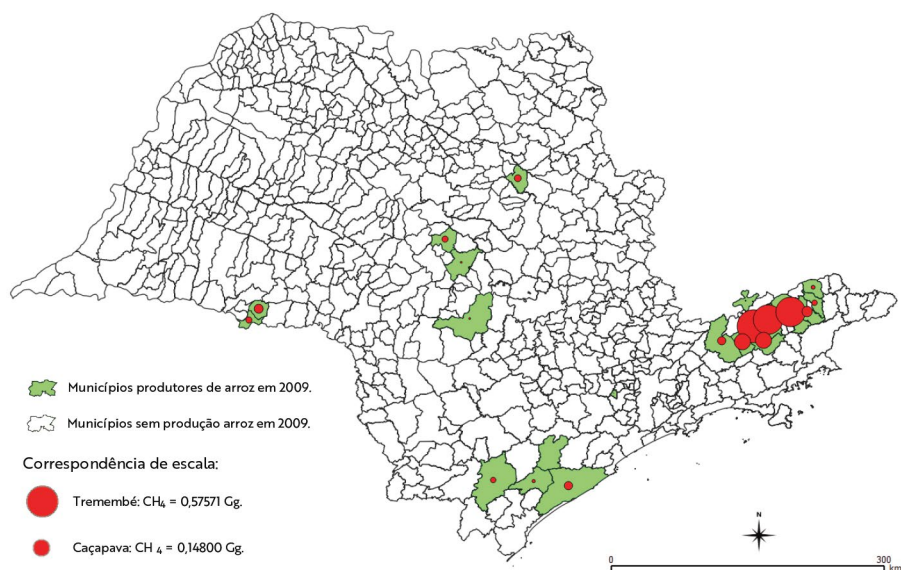 Municípios produtores de arroz em 2009.
Municípios sem produção arroz em 2009.
Correspondência de escala:
Tremembé: CH4 = 0,57571 Gg.
Caçapava: CH 4 = 0,14800 Gg.
N
0 300
km